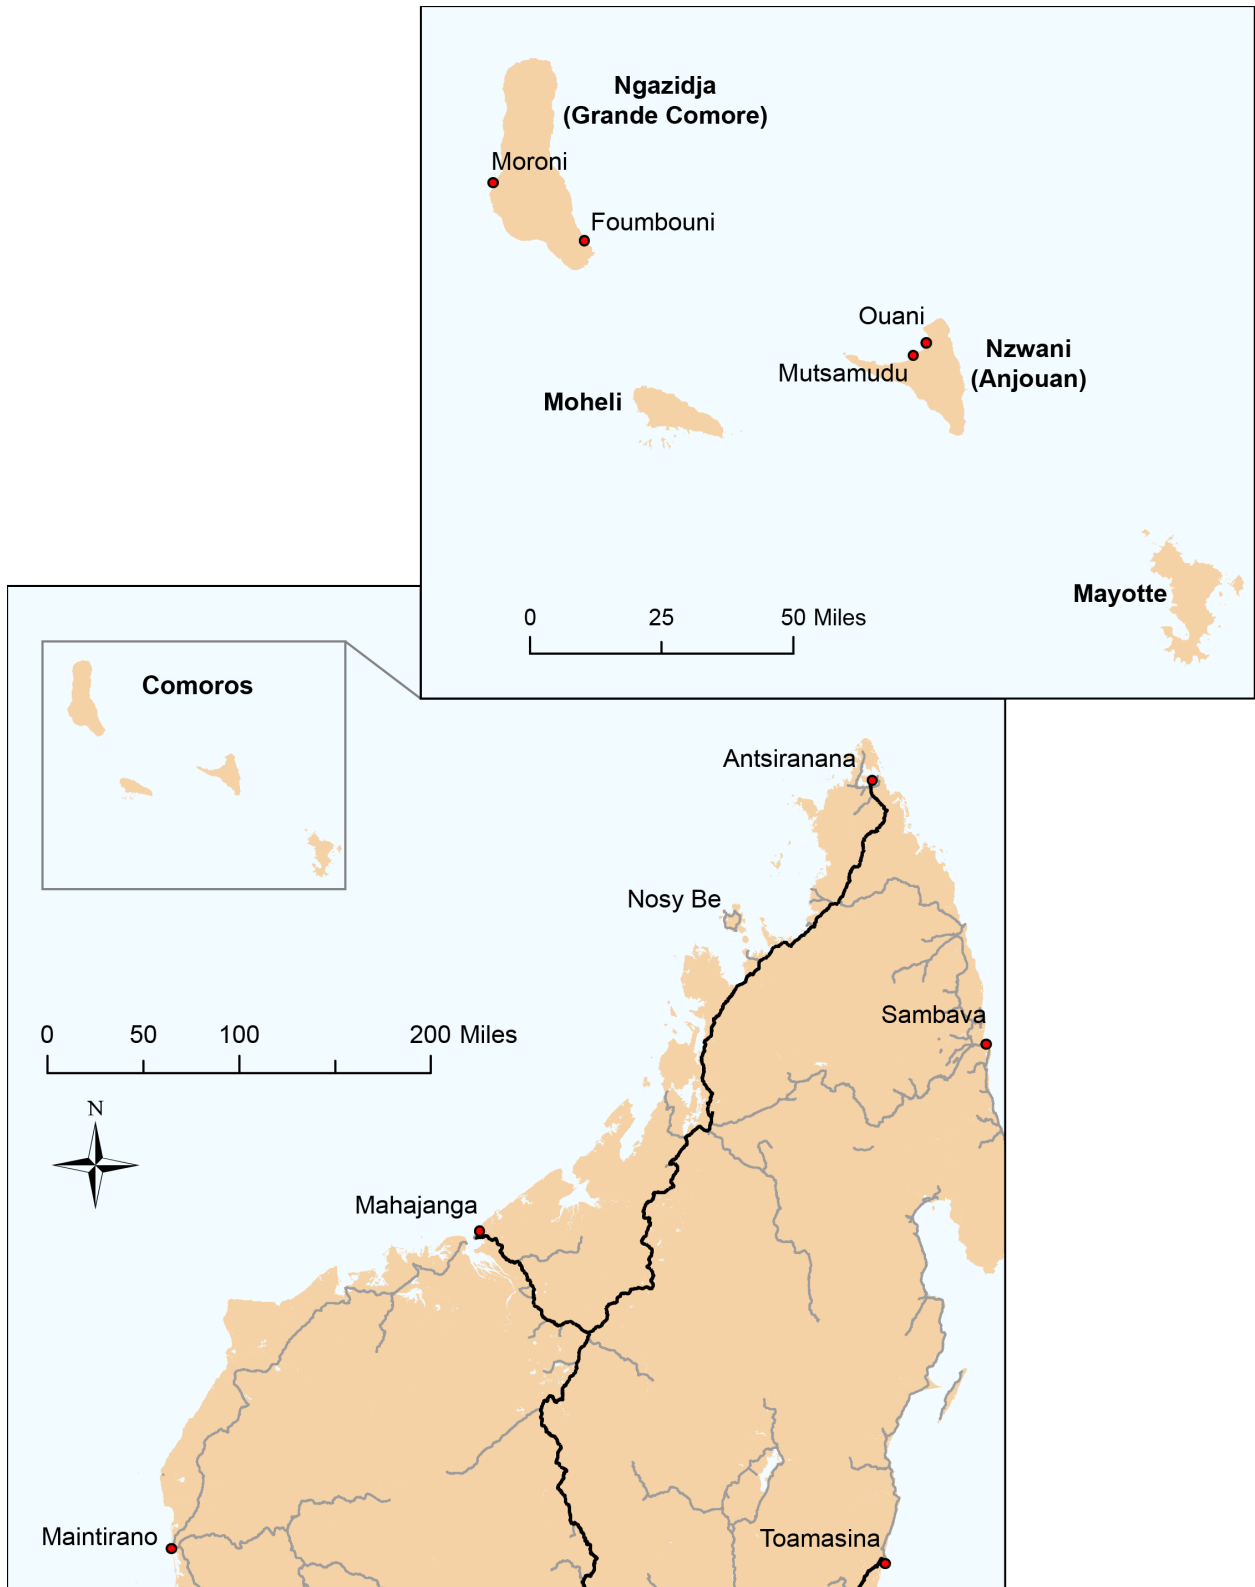 Ngazidja
(Grande Comore)
Moroni
Foumbouni
Ouani
Nzwani
(Anjouan)
Mutsamudu
Moheli
Mayotte
0 25 50 Miles
Comoros
Antsiranana
Nosy Be
Sambava
0 50 100 200 Miles
N
Mahajanga
Maintirano
Toamasina